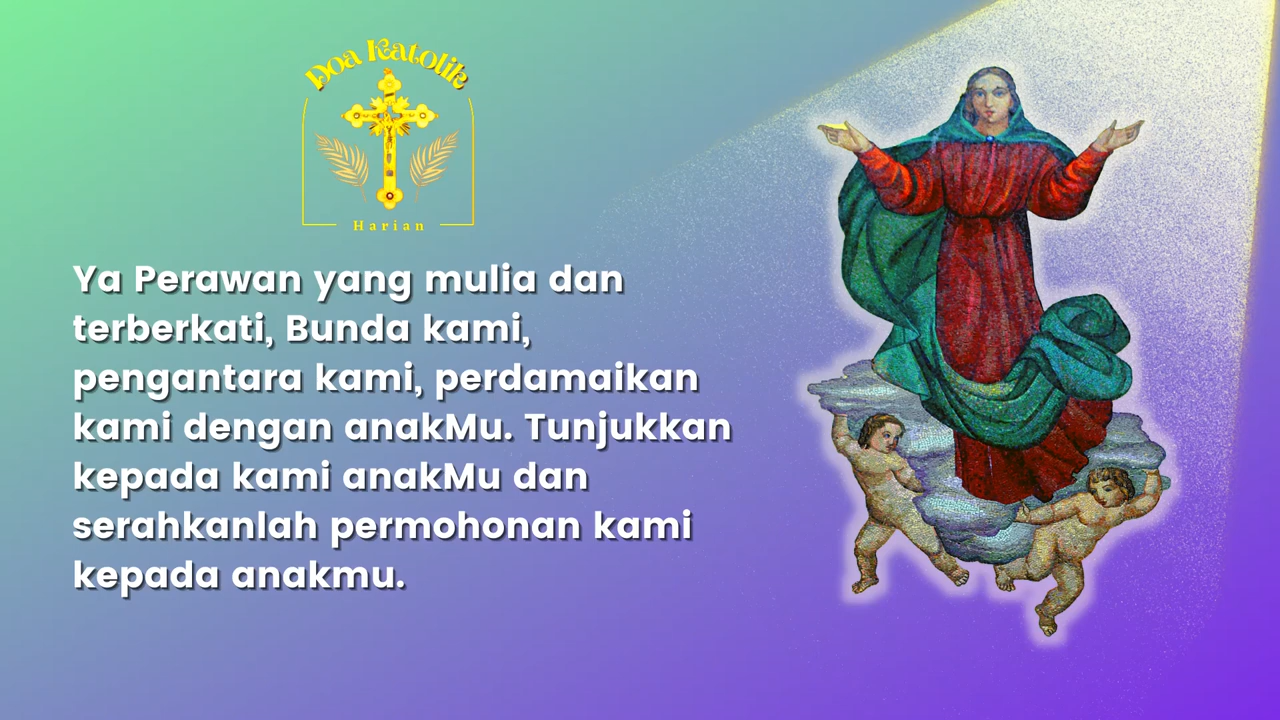 Doa Katolik
Harian
Ya Perawan yang mulia dan
terberkati, Bunda kami,
pengantara kami, perdamaikan
kami dengan anakMu. Tunjukkan
kepada kami anakMu dan
serahkanlah permohonan kami
kepada anakmu.